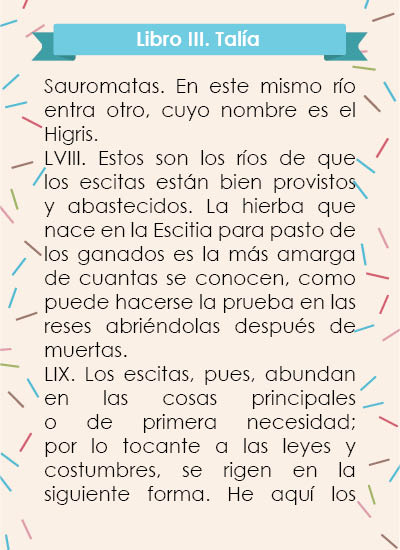 Libro III. Talía
Sauromatas. En este mismo río
entra otro, cuyo nombre es el
Higris.
LVIII. Estos son los ríos de que
los escitas están bien provistos
y abastecidos. La hierba que
nace en la Escitia para pasto de
los ganados es la más amarga
de cuantas se conocen, como
puede hacerse la prueba en las
reses abriéndolas después de
muertas.
LIX. Los escitas, pues, abundan
en las cosas principales
o de primera necesidad;
por lo tocante a las leyes y
costumbres, se rigen en la
siguiente forma. He aquí los